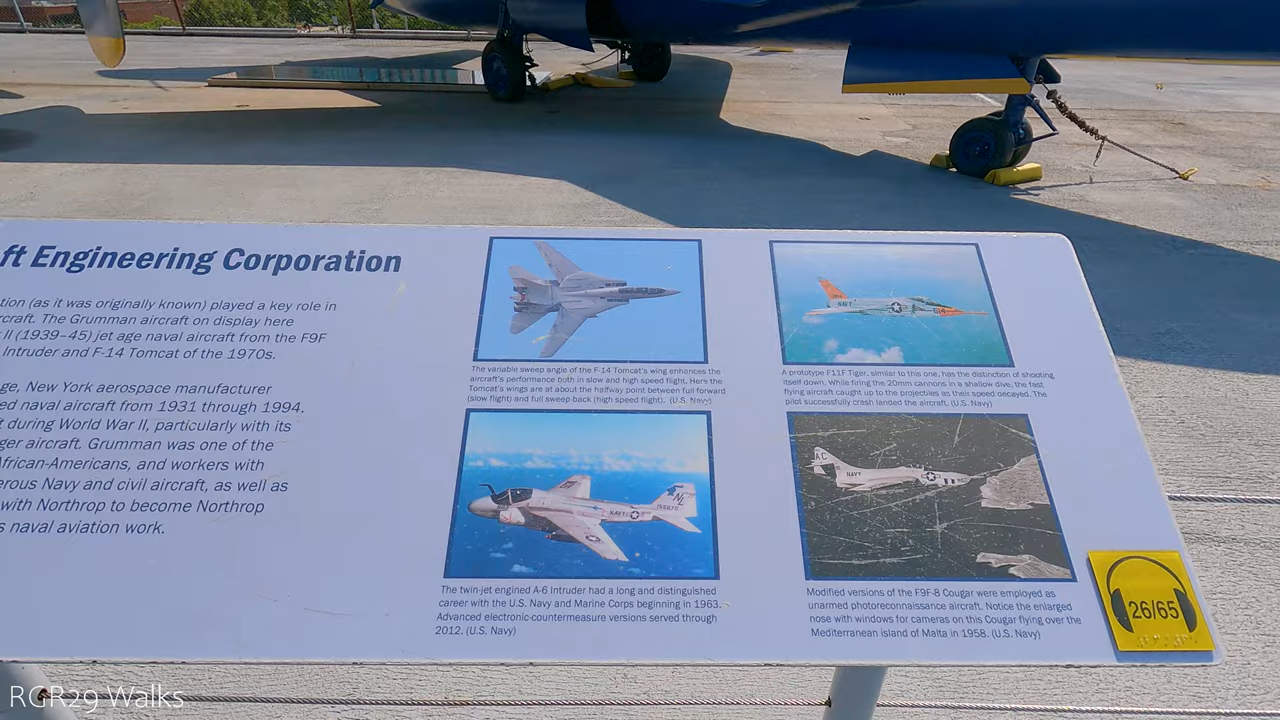 ft Engineering Corporation
tion (as it was originally known) played a key role in
rcraft. The Grumman aircraft on display here
II (1939–45) jet age naval aircraft from the F9F
Intruder and F-14 Tomcat of the 1970s.
ge, New York aerospace manufacturer
ed naval aircraft from 1931 through 1994.
t during World War II, particularly with its
ger aircraft. Grumman was one of the
African-Americans, and workers with
erous Navy and civil aircraft, as well as
with Northrop to become Northrop
s naval aviation work.
The variable sweep angle of the F-14 Tomcat's wing enhances the
aircraft's performance both in slow and high speed flight. Here the
Tomcat's wings are at about the halfway point between full forward
(slow flight) and full sweep back (high speed flight). (U.S. Navy)
A prototype F11F Tiger, similar to this one, has the distinction of shooting
itself down. While firing the 20mm cannons in a shallow dive, the fast
flying aircraft caught up to the projectiles as their speed decayed. The
pilot successfully crash landed the aircraft. (U.S. Navy)
NAVY
NL
NAVY
AC
NAVY
The twin-jet engined A-6 Intruder had a long and distinguished
career with the U.S. Navy and Marine Corps beginning in 1963.
Advanced electronic-countermeasure versions served through
2012. (U.S. Navy)
Modified versions of the F9F-8 Cougar were employed as
unarmed photoreconnaissance aircraft. Notice the enlarged
nose with windows for cameras on this Cougar flying over the
Mediterranean island of Malta in 1958. (U.S. Navy)
26/65
RGR29 Walks